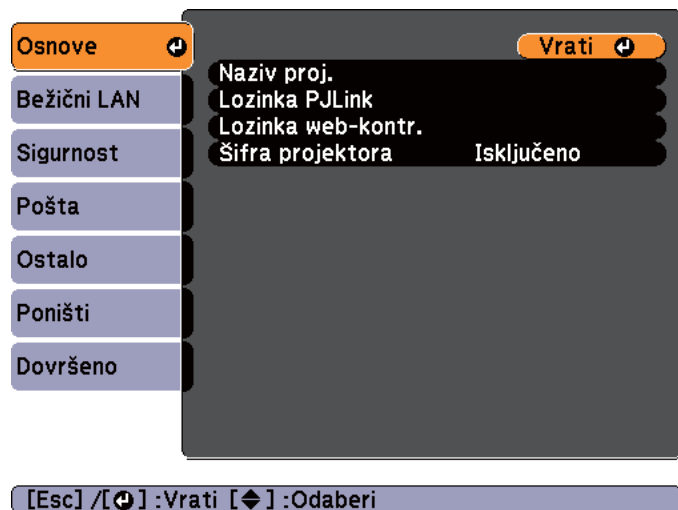 Osnove
Vrati
Naziv proj.
Bežični LAN
Lozinka PJLink
Lozinka web-kontr.
Sigurnost
Šifra projektora Isključeno
Pošta
Ostalo
Poništi
Dovršeno
[Esc] /[⏎] :Vrati [◆] :Odaberi